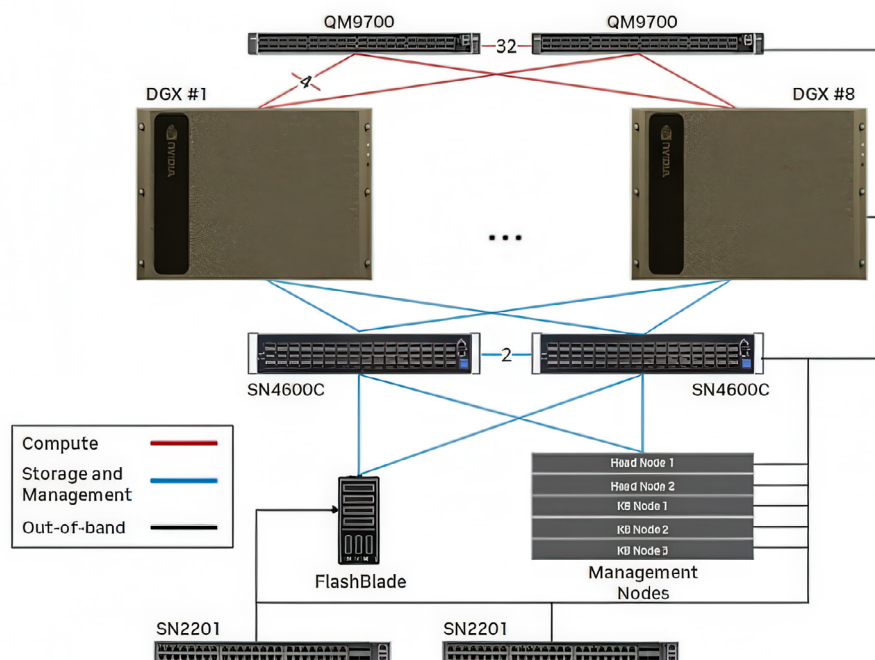 QM9700
QM9700
32
4
DGX #1
DGX #8
NVIDIA
NVIDIA
...
2
SN4600C
SN4600C
Compute
Storage and
Management
Out-of-band
Head Node 1
Head Node 2
K8 Node 1
K8 Node 2
K8 Node 3
FlashBlade
Management
Nodes
SN2201
SN2201